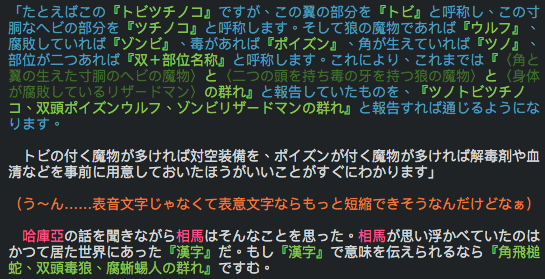 「たとえばこの『トビツチノコ』ですが、この翼の部分を『トビ』と呼称し、この寸
胴なヘビの部分を『ツチノコ』と呼称します。そして狼の魔物であれば『ウルフ』、
腐敗していれば『ゾンビ』、毒があれば『ポイズン』、角が生えていれば『ツノ』、
部位が二つあれば『双+部位名称』と呼称します。これにより、これまでは『〈角と
翼の生えた寸胴のヘビの魔物〉と〈二つの頭を持ち毒の牙を持つ狼の魔物〉と〈身体
が腐敗しているリザードマン〉の群れ』と報告していたものを、『ツノトビツチノ
コ、双頭ポイズンウルフ、ゾンビリザードマンの群れ』と報告すれば通じるようにな
ります。
トビの付く魔物が多ければ対空装備を、ポイズンが付く魔物が多ければ解毒剤や血
清などを事前に用意しておいたほうがいいことがすぐにわかります」
(う～ん……表音文字じゃなくて表意文字ならもっと短縮できそうなんだけどなぁ)
哈庫亞の話を聞きながら相馬はそんなことを思った。相馬が思い浮かべていたのは
かつて居た世界にあった『漢字』だ。もし『漢字』で意味を伝えられるなら『角飛槌
蛇、双頭毒狼、腐蜥蜴人の群れ』ですむ。